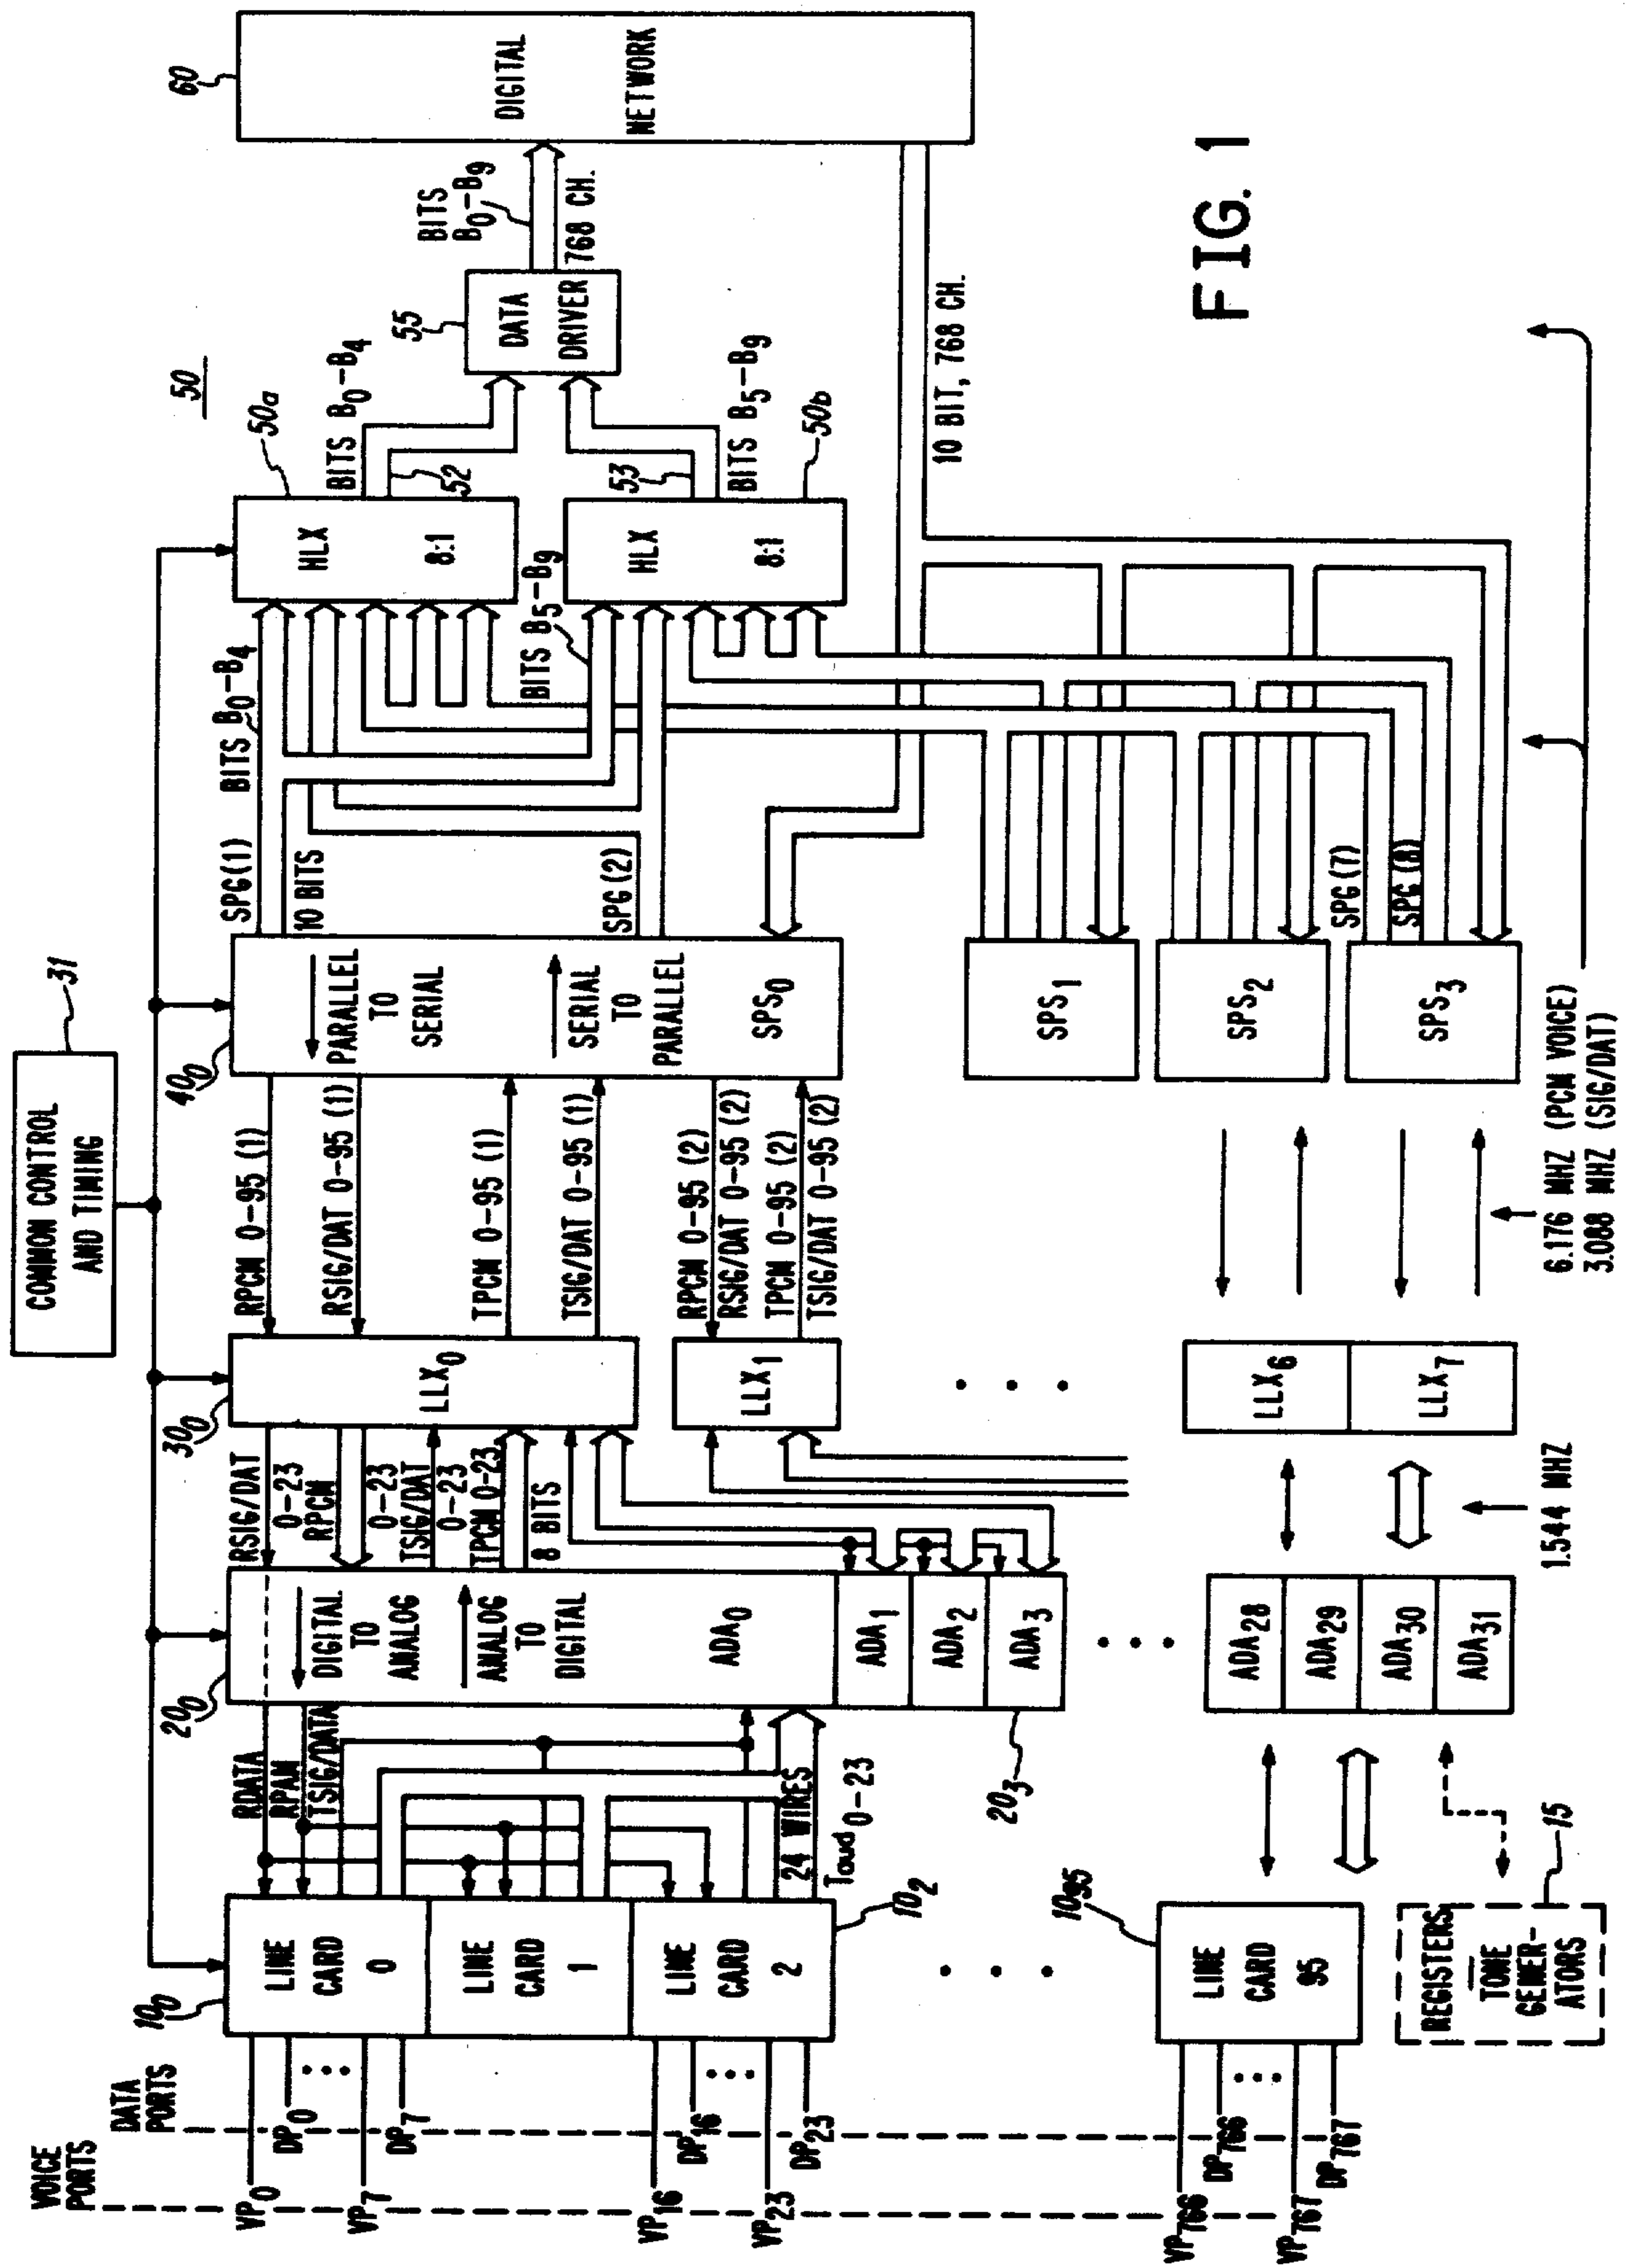 VOICE
PORTS
DATA
PORTS
VP0
DP0
VP7
DP7
VP16
DP16
VP23
DP23
VP766
DP766
VP767
DP767
100
LINE
CARD
0
LINE
CARD
1
LINE
CARD
2
102
1095
LINE
CARD
95
REGISTERS
TONE
GENER-
ATORS
15
RDATA
RPAM
TSIG/DATA
24 WIRES
Taud 0-23
200
DIGITAL
TO
ANALOG
ANALOG
TO
DIGITAL
ADA0
ADA1
ADA2
ADA3
203
ADA28
ADA29
ADA30
ADA31
RSIG/DAT
0-23
RPCM
0-23
TSIG/DAT
0-23
TPCM 0-23
8 BITS
1.544 MHZ
300
LLX0
LLX1
LLX6
LLX7
COMMON CONTROL
AND TIMING
31
RPCM 0-95 (1)
RSIG/DAT 0-95 (1)
TPCM 0-95 (1)
TSIG/DAT 0-95 (1)
RPCM 0-95 (2)
RSIG/DAT 0-95 (2)
TPCM 0-95 (2)
TSIG/DAT 0-95 (2)
6.176 MHZ (PCM VOICE)
3.088 MHZ (SIG/DAT)
400
PARALLEL
TO
SERIAL
SERIAL
TO
PARALLEL
SPS0
SPS1
SPS2
SPS3
SPG(1)
BITS B0-B4
10 BITS
SPG(2)
SPG(7)
SPG(8)
BITS B5-B9
50
50a
HLX
8:1
HLX
8:1
50b
BITS B0-B4
52
53
BITS B5-B9
55
DATA
DRIVER
BITS
B0-B9
768 CH.
10 BIT, 768 CH.
60
DIGITAL
NETWORK
FIG. 1